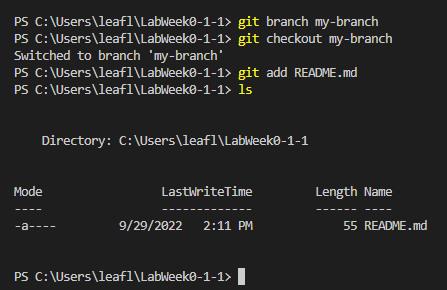 PS C:\Users\leafl\LabWeek0-1-1> git branch my-branch
PS C:\Users\leafl\LabWeek0-1-1> git checkout my-branch
Switched to branch 'my-branch'
PS C:\Users\leafl\LabWeek0-1-1> git add README.md
PS C:\Users\leafl\LabWeek0-1-1> ls
Directory: C:\Users\leafl\LabWeek0-1-1
Mode LastWriteTime Length Name
---- ------------- ------ ----
-a---- 9/29/2022 2:11 PM 55 README.md
PS C:\Users\leafl\LabWeek0-1-1>